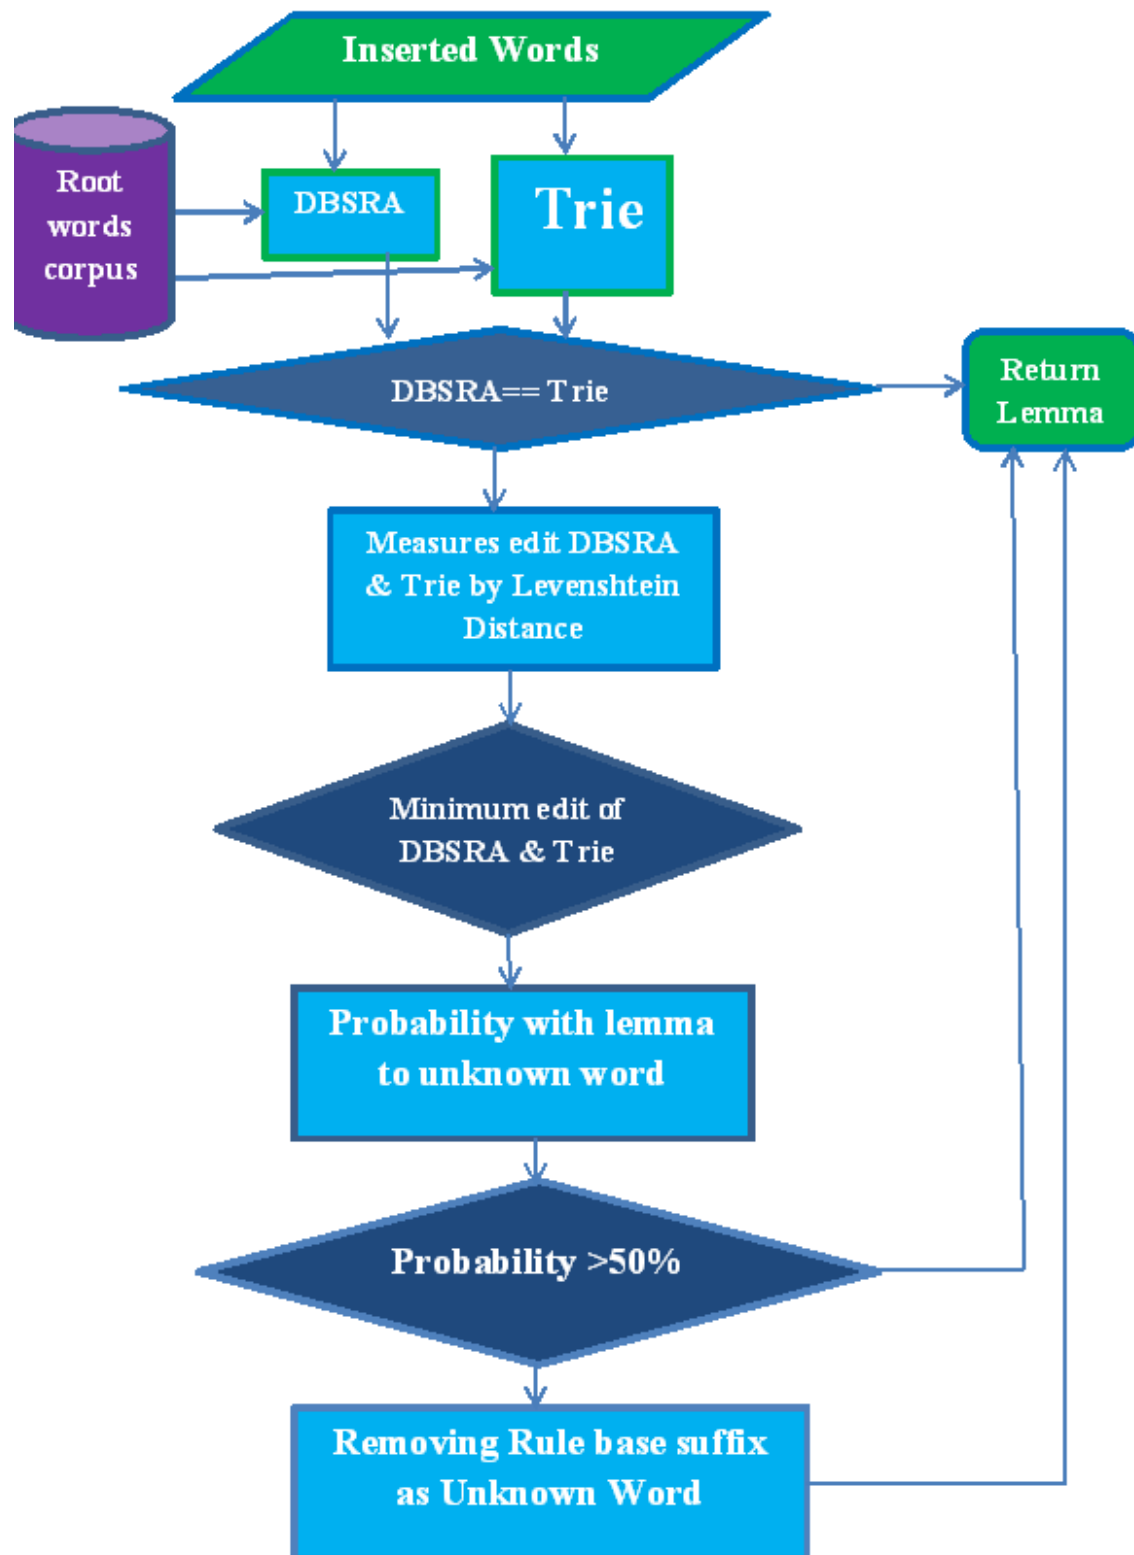 Inserted Words
Root
words
corpus
DBSRA
Trie
DBSRA== Trie
Return
Lemma
Measures edit DBSRA
& Trie by Levenshtein
Distance
Minimum edit of
DBSRA & Trie
Probability with lemma
to unknown word
Probability >50%
Removing Rule base suffix
as Unknown Word